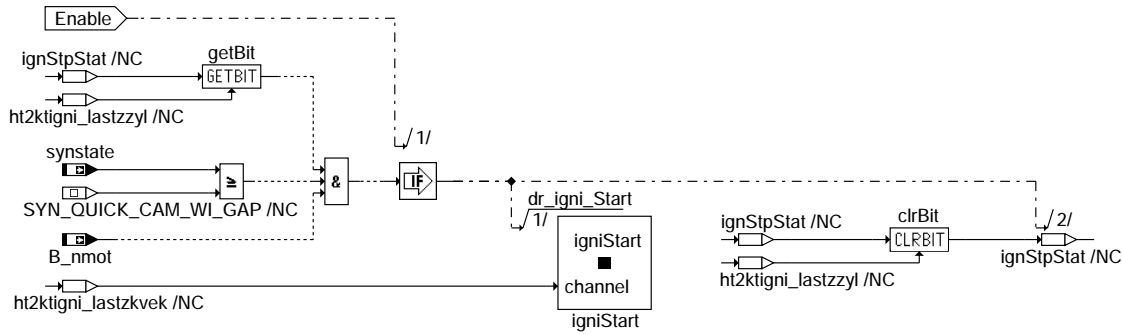 Enable
ignStpStat /NC
getBit
GETBIT
ht2ktigni_lastzzyl /NC
1/
synstate
≥
&
IF
SYN_QUICK_CAM_WI_GAP /NC
dr_igni_Start
1/
B_nmot
igniStart
channel
igniStart
ht2ktigni_lastzkvek /NC
ignStpStat /NC
clrBit
CLRBIT
2/
ht2ktigni_lastzzyl /NC
ignStpStat /NC